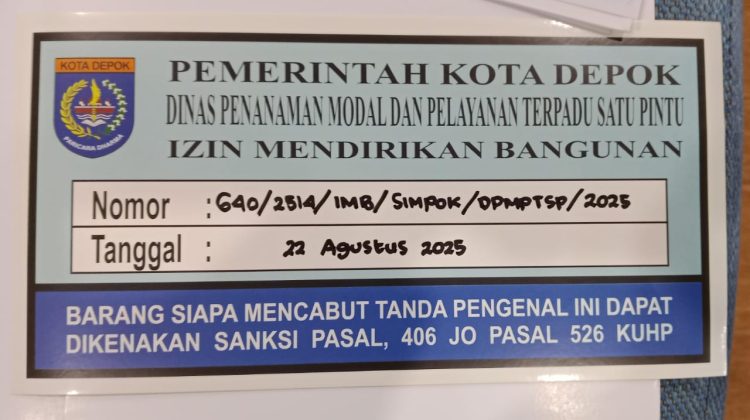 KOTA DEPOK
PARICARA DHARMA
PEMERINTAH KOTA DEPOK
DINAS PENANAMAN MODAL DAN PELAYANAN TERPADU SATU PINTU
IZIN MENDIRIKAN BANGUNAN
Nomor : 640/2514/IMB/SIMPOK/DPMPTSP/2025
Tanggal : 22 Agustus 2025
BARANG SIAPA MENCABUT TANDA PENGENAL INI DAPAT
DIKENAKAN SANKSI PASAL, 406 JO PASAL 526 KUHP